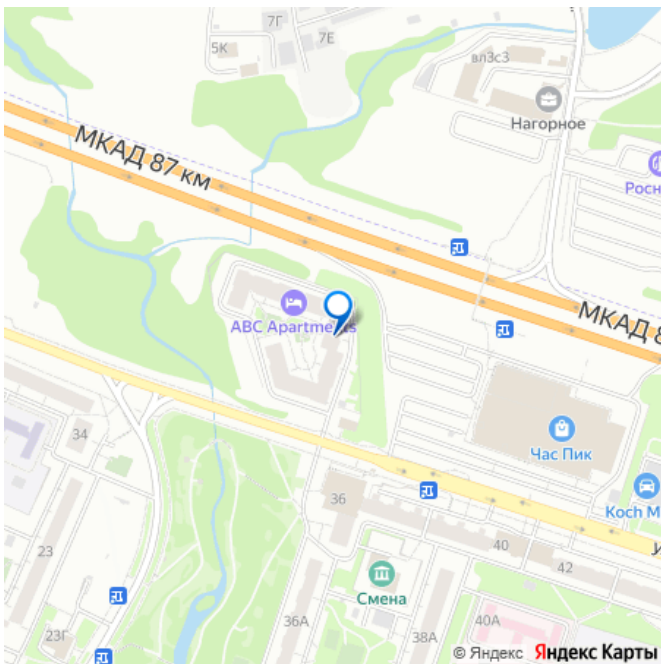 7Г
7Е
5К
вл3с3
Нагорное
МКАД 87 км
Росн
МКАД 8
ABC Apartments
Час Пик
34
36
Koch M
40
у
42
23
Смена
36А
38А
40А
23Г
© Яндекс Яндекс Карты